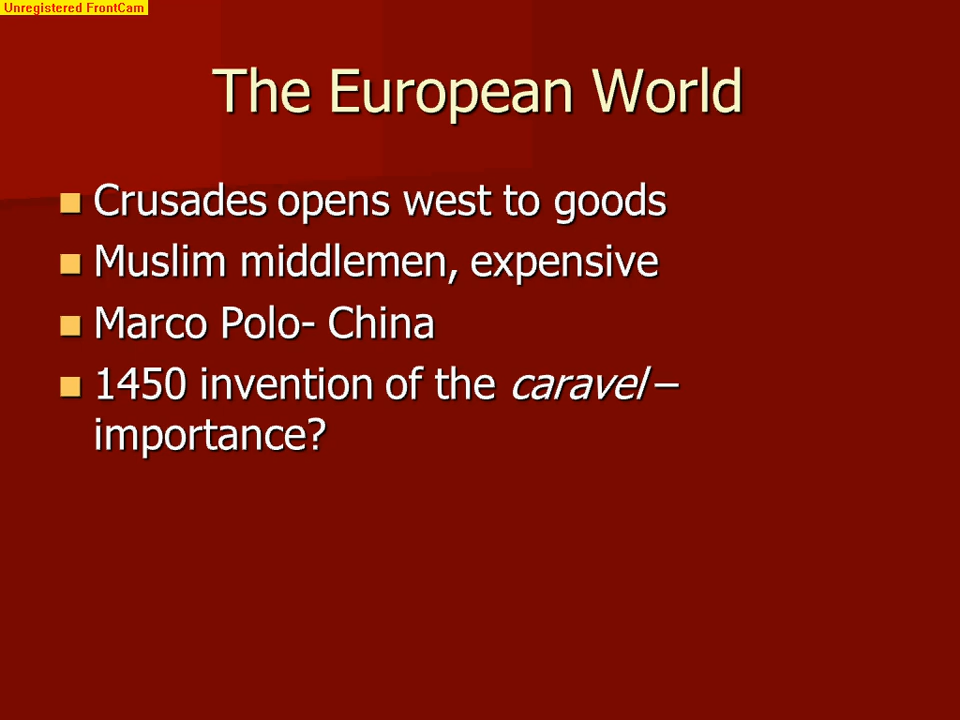 Unregistered FrontCam
The European World
Crusades opens west to goods
Muslim middlemen, expensive
Marco Polo- China
1450 invention of the caravel –
importance?